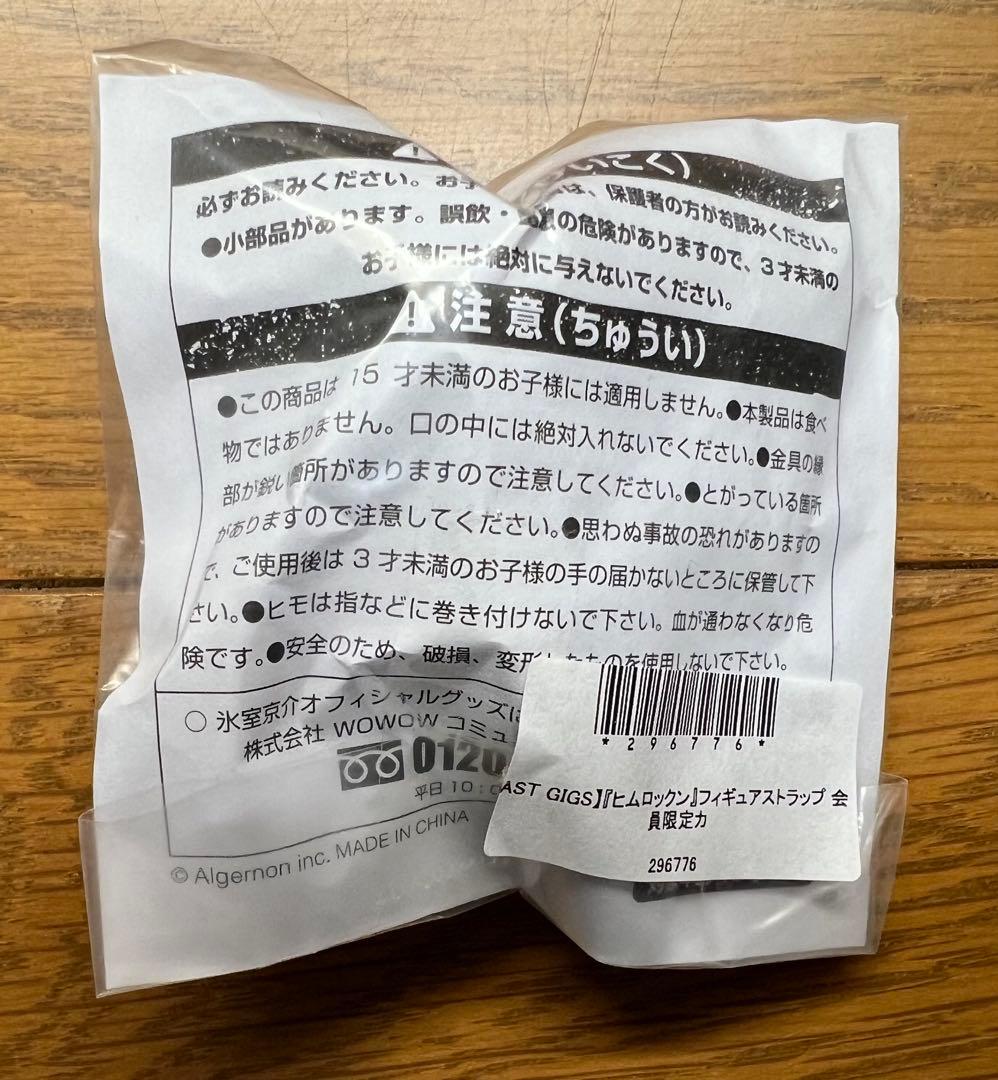 いこく)
必ずお読みください。お子 は、保護者の方がお読みください。
●小部品があります。誤飲・ の危険がありますので、3才未満の
お子様には絶対に与えないでください。
注意(ちゅうい)
●この商品は 15 才未満のお子様には適用しません。●本製品は食べ
物ではありません。口の中には絶対入れないでください。●金具の縁
部が鋭い箇所がありますので注意してください。●とがっている箇所
がありますので注意してください。●思わぬ事故の恐れがありますの
で、ご使用後は 3 才未満のお子様の手の届かないところに保管して下
さい。●ヒモは指などに巻き付けないで下さい。血が通わなくなり危
険です。●安全のため、破損、変形したものを使用しないで下さい。
○ 氷室京介オフィシャルグッズに
株式会社 WOWOW コミュ
0120
平日 10:0
© Algernon inc. MADE IN CHINA
*296776*
AST GIGS】『ヒムロックン』フィギュアストラップ 会
員限定カ
296776